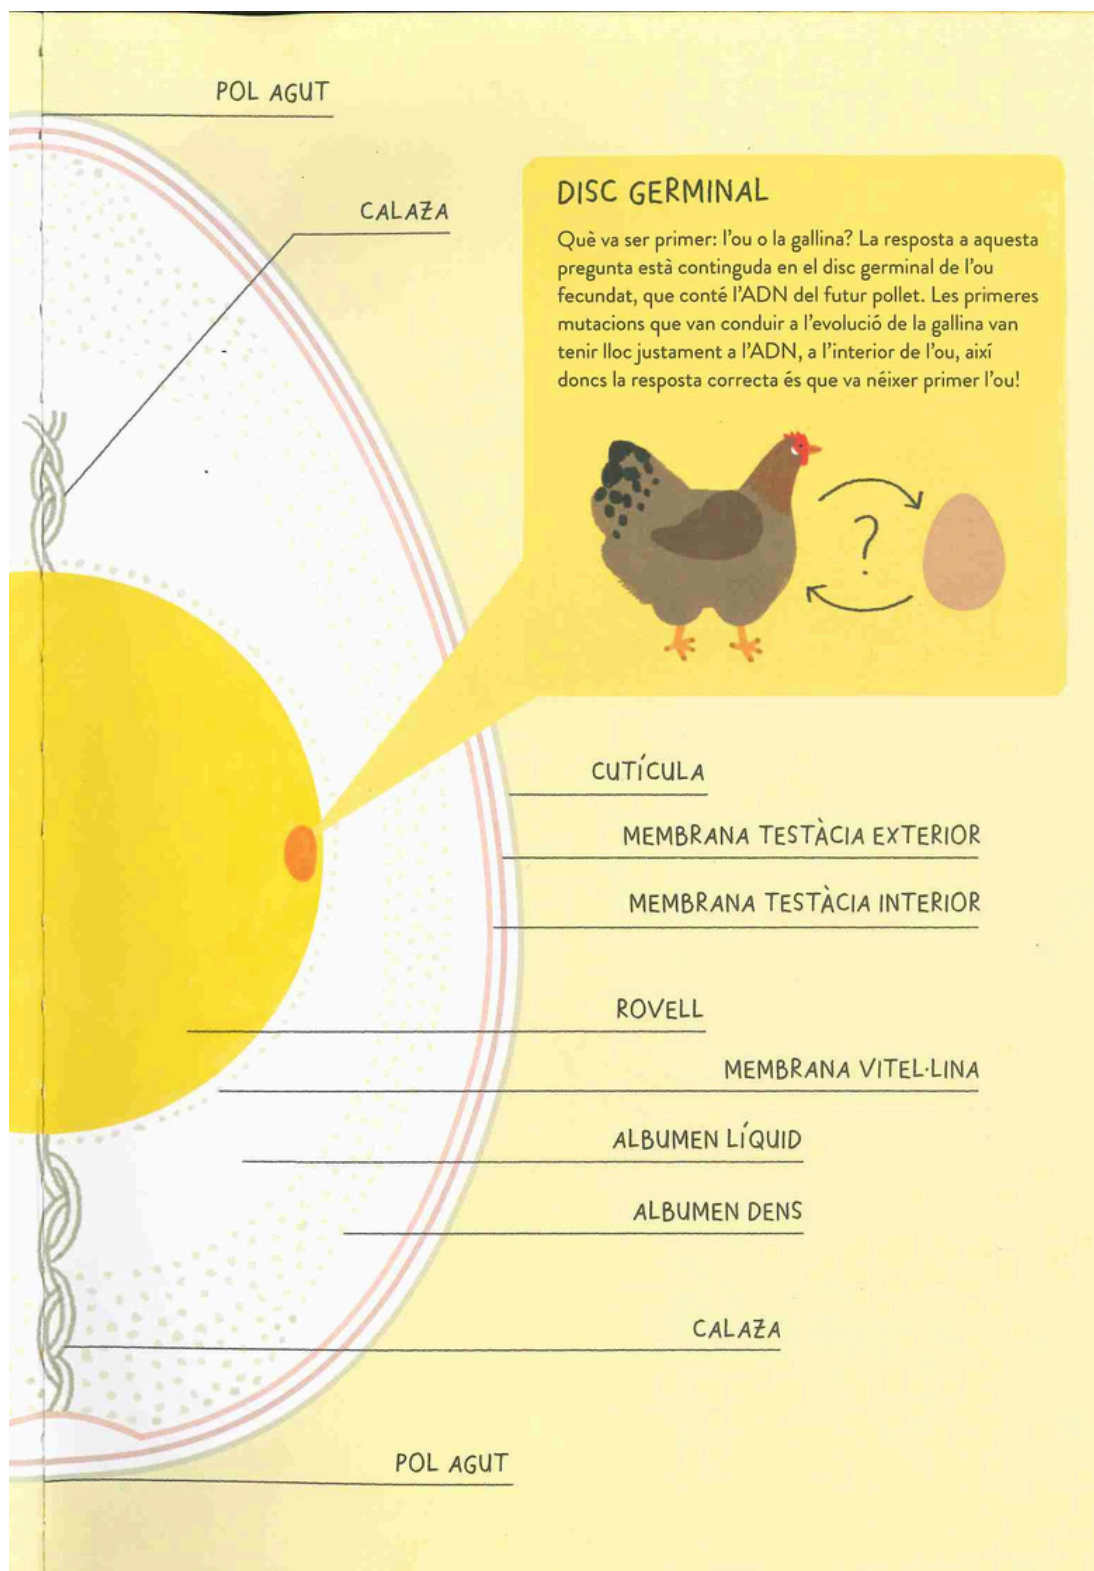 POL AGUT
CALAZA
DISC GERMINAL
Què va ser primer: l'ou o la gallina? La resposta a aquesta
pregunta està continguda en el disc germinal de l'ou
fecundat, que conté l'ADN del futur pollet. Les primeres
mutacions que van conduir a l'evolució de la gallina van
tenir lloc justament a l'ADN, a l'interior de l'ou, així
doncs la resposta correcta és que va néixer primer l'ou!
?
CUTÍCULA
MEMBRANA TESTÀCIA EXTERIOR
MEMBRANA TESTÀCIA INTERIOR
ROVELL
MEMBRANA VITEL·LINA
ALBUMEN LÍQUID
ALBUMEN DENS
CALAZA
POL AGUT